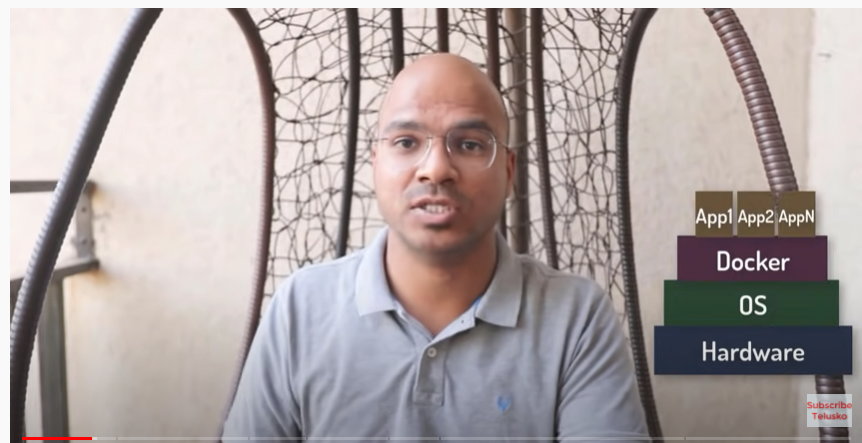 App1 App2 AppN
Docker
OS
Hardware
Subscribe
Telusko